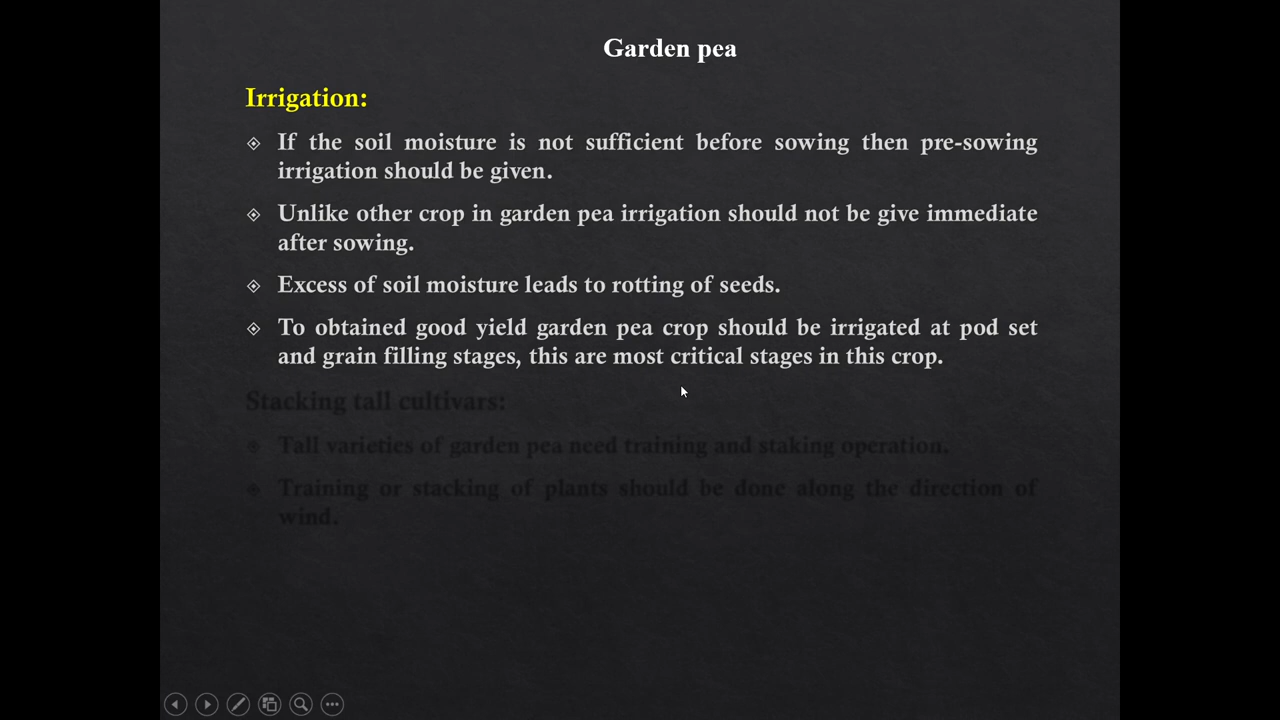 Garden pea
Irrigation:
If the soil moisture is not sufficient before sowing then pre-sowing
irrigation should be given.
Unlike other crop in garden pea irrigation should not be give immediate
after sowing.
Excess of soil moisture leads to rotting of seeds.
To obtained good yield garden pea crop should be irrigated at pod set
and grain filling stages, this are most critical stages in this crop.
Stacking tall cultivars:
Tall varieties of garden pea need training and staking operation.
Training or stacking of plants should be done along the direction of
wind.